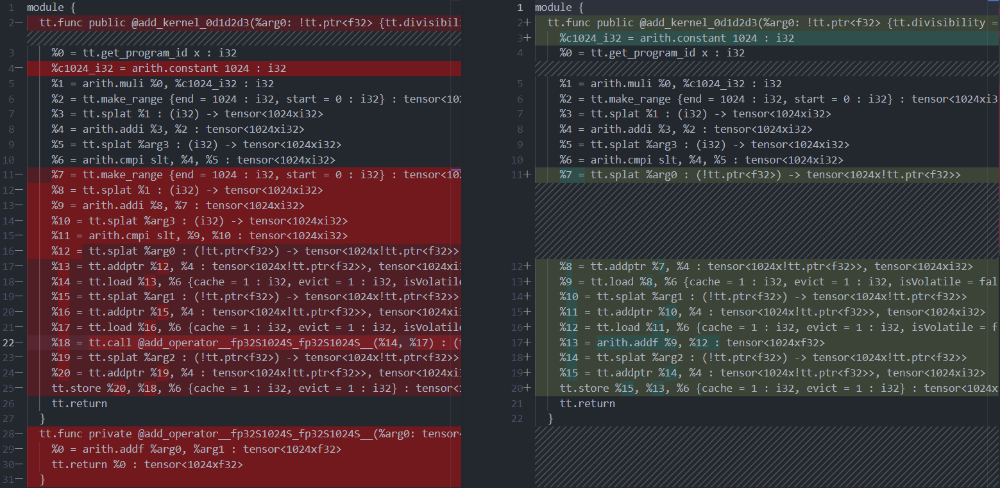 1 module {
2— tt.func public @add_kernel_0d1d2d3(%arg0: !tt.ptr<f32> {tt.divisibili
3 %0 = tt.get_program_id x : i32
4— %c1024_i32 = arith.constant 1024 : i32
5 %1 = arith.muli %0, %c1024_i32 : i32
6 %2 = tt.make_range {end = 1024 : i32, start = 0 : i32} : tensor<102
7 %3 = tt.splat %1 : (i32) -> tensor<1024xi32>
8 %4 = arith.addi %3, %2 : tensor<1024xi32>
9 %5 = tt.splat %arg3 : (i32) -> tensor<1024xi32>
10 %6 = arith.cmpi slt, %4, %5 : tensor<1024xi32>
11— %7 = tt.make_range {end = 1024 : i32, start = 0 : i32} : tensor<102
12— %8 = tt.splat %1 : (i32) -> tensor<1024xi32>
13— %9 = arith.addi %8, %7 : tensor<1024xi32>
14— %10 = tt.splat %arg3 : (i32) -> tensor<1024xi32>
15— %11 = arith.cmpi slt, %9, %10 : tensor<1024xi32>
16— %12 = tt.splat %arg0 : (!tt.ptr<f32>) -> tensor<1024x!tt.ptr<f32>>
17— %13 = tt.addptr %12, %4 : tensor<1024x!tt.ptr<f32>>, tensor<1024xi3
18— %14 = tt.load %13, %6 {cache = 1 : i32, evict = 1 : i32, isVolatile
19— %15 = tt.splat %arg1 : (!tt.ptr<f32>) -> tensor<1024x!tt.ptr<f32>>
20— %16 = tt.addptr %15, %4 : tensor<1024x!tt.ptr<f32>>, tensor<1024xi3
21— %17 = tt.load %16, %6 {cache = 1 : i32, evict = 1 : i32, isVolatile
22— %18 = tt.call @add_operator__fp32S1024S_fp32S1024S__(%14, %17) : (t
23— %19 = tt.splat %arg2 : (!tt.ptr<f32>) -> tensor<1024x!tt.ptr<f32>>
24— %20 = tt.addptr %19, %4 : tensor<1024x!tt.ptr<f32>>, tensor<1024xi3
25— tt.store %20, %18, %6 {cache = 1 : i32, evict = 1 : i32} : tensor<1
26 tt.return
27 }
28— tt.func private @add_operator__fp32S1024S_fp32S1024S__(%arg0: tensor<
29— %0 = arith.addf %arg0, %arg1 : tensor<1024xf32>
30— tt.return %0 : tensor<1024xf32>
31— }
1 module {
2+ tt.func public @add_kernel_0d1d2d3(%arg0: !tt.ptr<f32> {tt.divisibility =
3+ %c1024_i32 = arith.constant 1024 : i32
4 %0 = tt.get_program_id x : i32
5 %1 = arith.muli %0, %c1024_i32 : i32
6 %2 = tt.make_range {end = 1024 : i32, start = 0 : i32} : tensor<1024xi3
7 %3 = tt.splat %1 : (i32) -> tensor<1024xi32>
8 %4 = arith.addi %3, %2 : tensor<1024xi32>
9 %5 = tt.splat %arg3 : (i32) -> tensor<1024xi32>
10 %6 = arith.cmpi slt, %4, %5 : tensor<1024xi32>
11+ %7 = tt.splat %arg0 : (!tt.ptr<f32>) -> tensor<1024x!tt.ptr<f32>>
12+ %8 = tt.addptr %7, %4 : tensor<1024x!tt.ptr<f32>>, tensor<1024xi32>
13+ %9 = tt.load %8, %6 {cache = 1 : i32, evict = 1 : i32, isVolatile = fal
14+ %10 = tt.splat %arg1 : (!tt.ptr<f32>) -> tensor<1024x!tt.ptr<f32>>
15+ %11 = tt.addptr %10, %4 : tensor<1024x!tt.ptr<f32>>, tensor<1024xi32>
16+ %12 = tt.load %11, %6 {cache = 1 : i32, evict = 1 : i32, isVolatile = f
17+ %13 = arith.addf %9, %12 : tensor<1024xf32>
18+ %14 = tt.splat %arg2 : (!tt.ptr<f32>) -> tensor<1024x!tt.ptr<f32>>
19+ %15 = tt.addptr %14, %4 : tensor<1024x!tt.ptr<f32>>, tensor<1024xi32>
20+ tt.store %15, %13, %6 {cache = 1 : i32, evict = 1 : i32} : tensor<1024x
21 tt.return
22 }